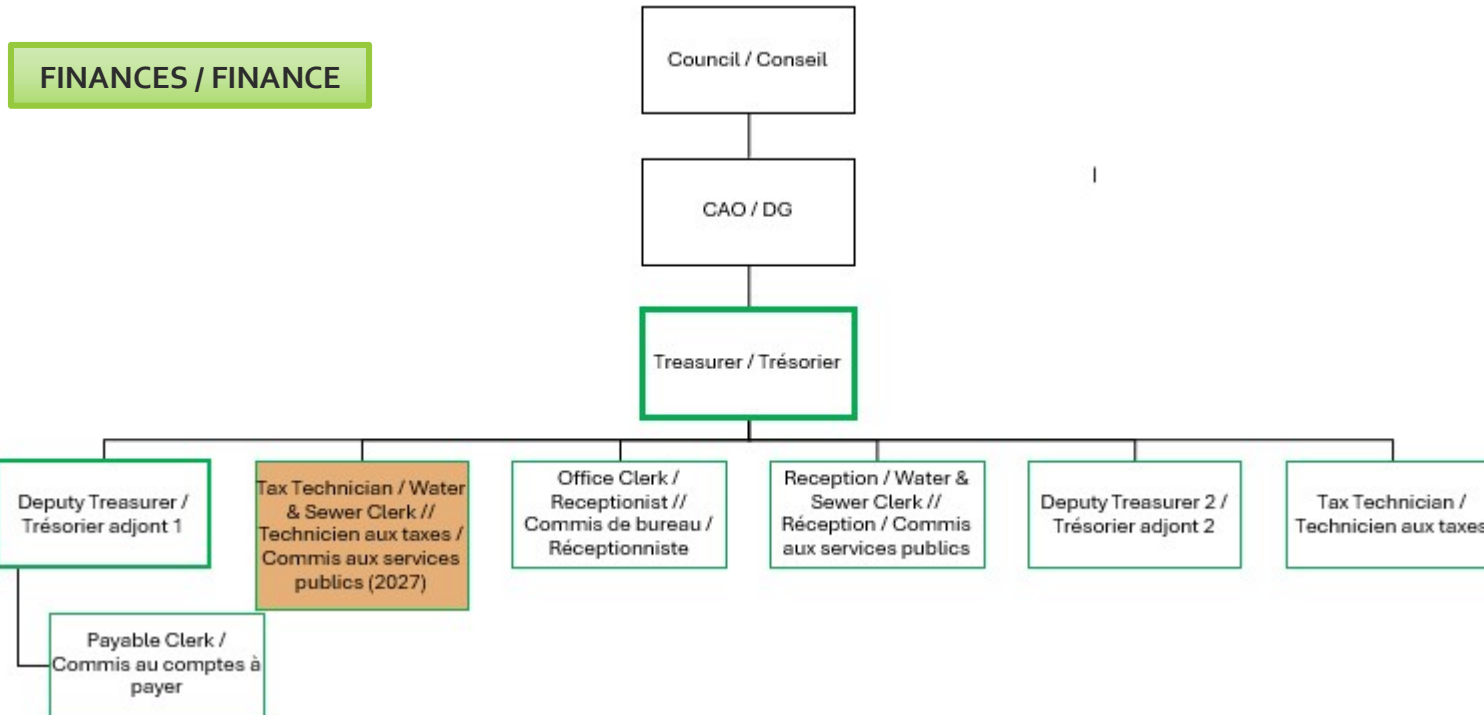 FINANCES / FINANCE
Council / Conseil
CAO / DG
Treasurer / Trésorier
Deputy Treasurer /
Trésorier adjont 1
Tax Technician / Water
& Sewer Clerk //
Technicien aux taxes /
Commis aux services
publics (2027)
Office Clerk /
Receptionist //
Commis de bureau /
Réceptionniste
Reception / Water &
Sewer Clerk //
Réception / Commis
aux services publics
Deputy Treasurer 2 /
Trésorier adjont 2
Tax Technician /
Technicien aux taxes
Payable Clerk /
Commis au comptes à
payer